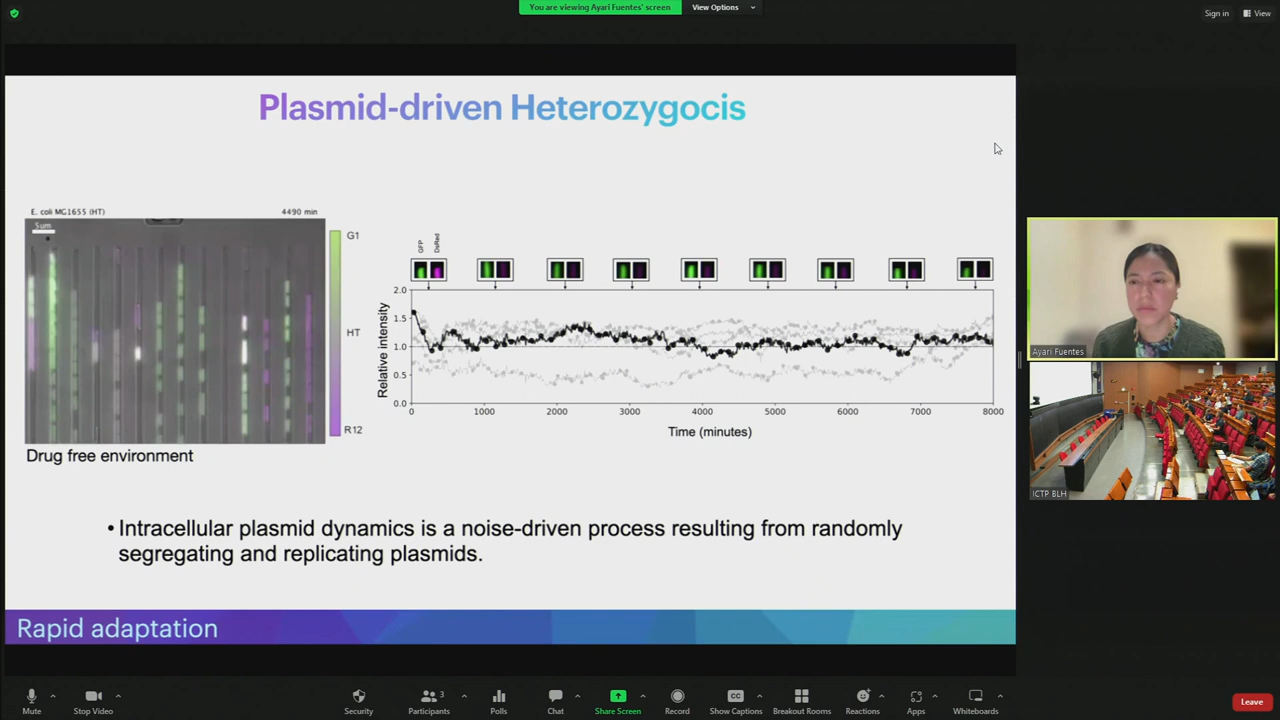 You are viewing Ayari Fuentes' screen
View Options
Sign in
View
Plasmid-driven Heterozygocis
E. coli MG1655 (HT)
4490 min
5um
G1
HT
R12
Drug free environment
GFP
DsRed
2.0
1.5
1.0
0.5
0.0
Relative intensity
0 1000 2000 3000 4000 5000 6000 7000 8000
Time (minutes)
• Intracellular plasmid dynamics is a noise-driven process resulting from randomly
segregating and replicating plasmids.
Rapid adaptation
Ayari Fuentes
ICTP BLH
Mute
Stop Video
Security
Participants
3
Polls
Chat
Share Screen
Record
Show Captions
Breakout Rooms
Reactions
Apps
Whiteboards
Leave